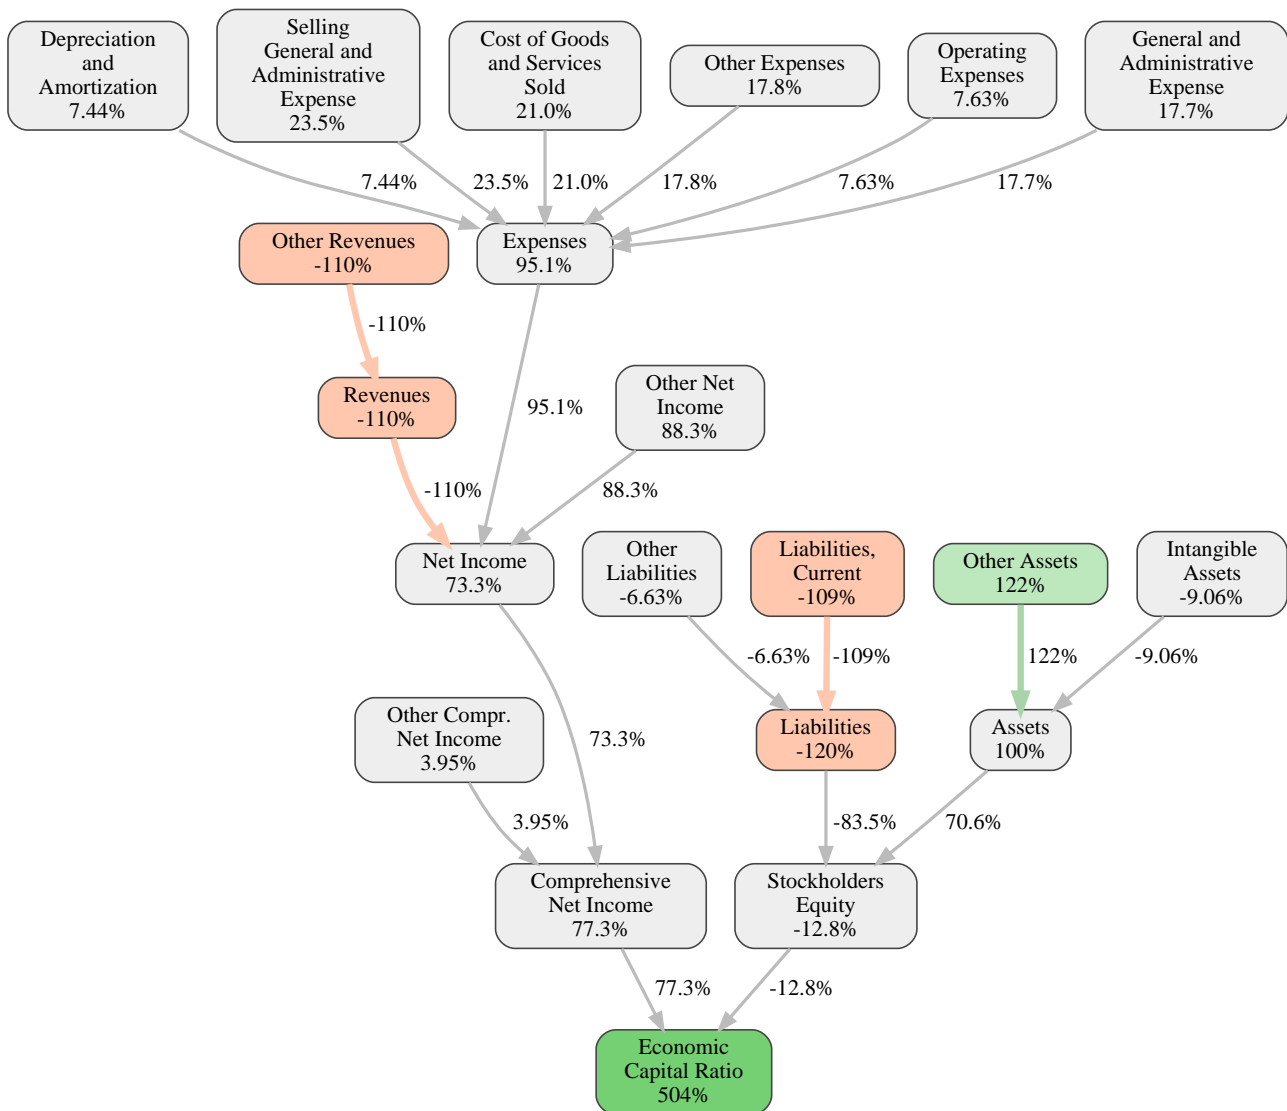 Depreciation
and
Amortization
7.44%
Selling
General and
Administrative
Expense
23.5%
Cost of Goods
and Services
Sold
21.0%
Other Expenses
17.8%
Operating
Expenses
7.63%
General and
Administrative
Expense
17.7%
7.44%
23.5%
21.0%
17.8%
7.63%
17.7%
Other Revenues
-110%
Expenses
95.1%
-110%
Revenues
-110%
95.1%
Other Net
Income
88.3%
-110%
88.3%
Net Income
73.3%
Other
Liabilities
-6.63%
Liabilities,
Current
-109%
Other Assets
122%
Intangible
Assets
-9.06%
-6.63%
-109%
122%
-9.06%
Other Compr.
Net Income
3.95%
73.3%
Liabilities
-120%
Assets
100%
3.95%
-83.5%
70.6%
Comprehensive
Net Income
77.3%
Stockholders
Equity
-12.8%
77.3%
-12.8%
Economic
Capital Ratio
504%